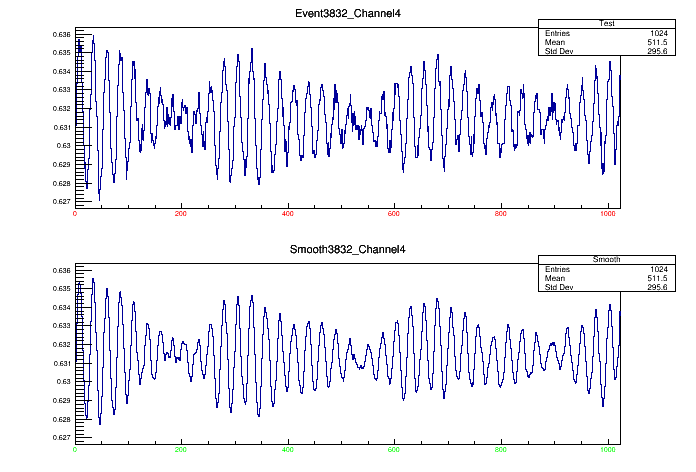 Event3832_Channel4
Test
Entries 1024
Mean 511.5
Std Dev 295.6
0.636
0.635
0.634
0.633
0.632
0.631
0.63
0.629
0.628
0.627
0 200 400 600 800 1000
Smooth3832_Channel4
Smooth
Entries 1024
Mean 511.5
Std Dev 295.6
0.636
0.635
0.634
0.633
0.632
0.631
0.63
0.629
0.628
0.627
0 200 400 600 800 1000